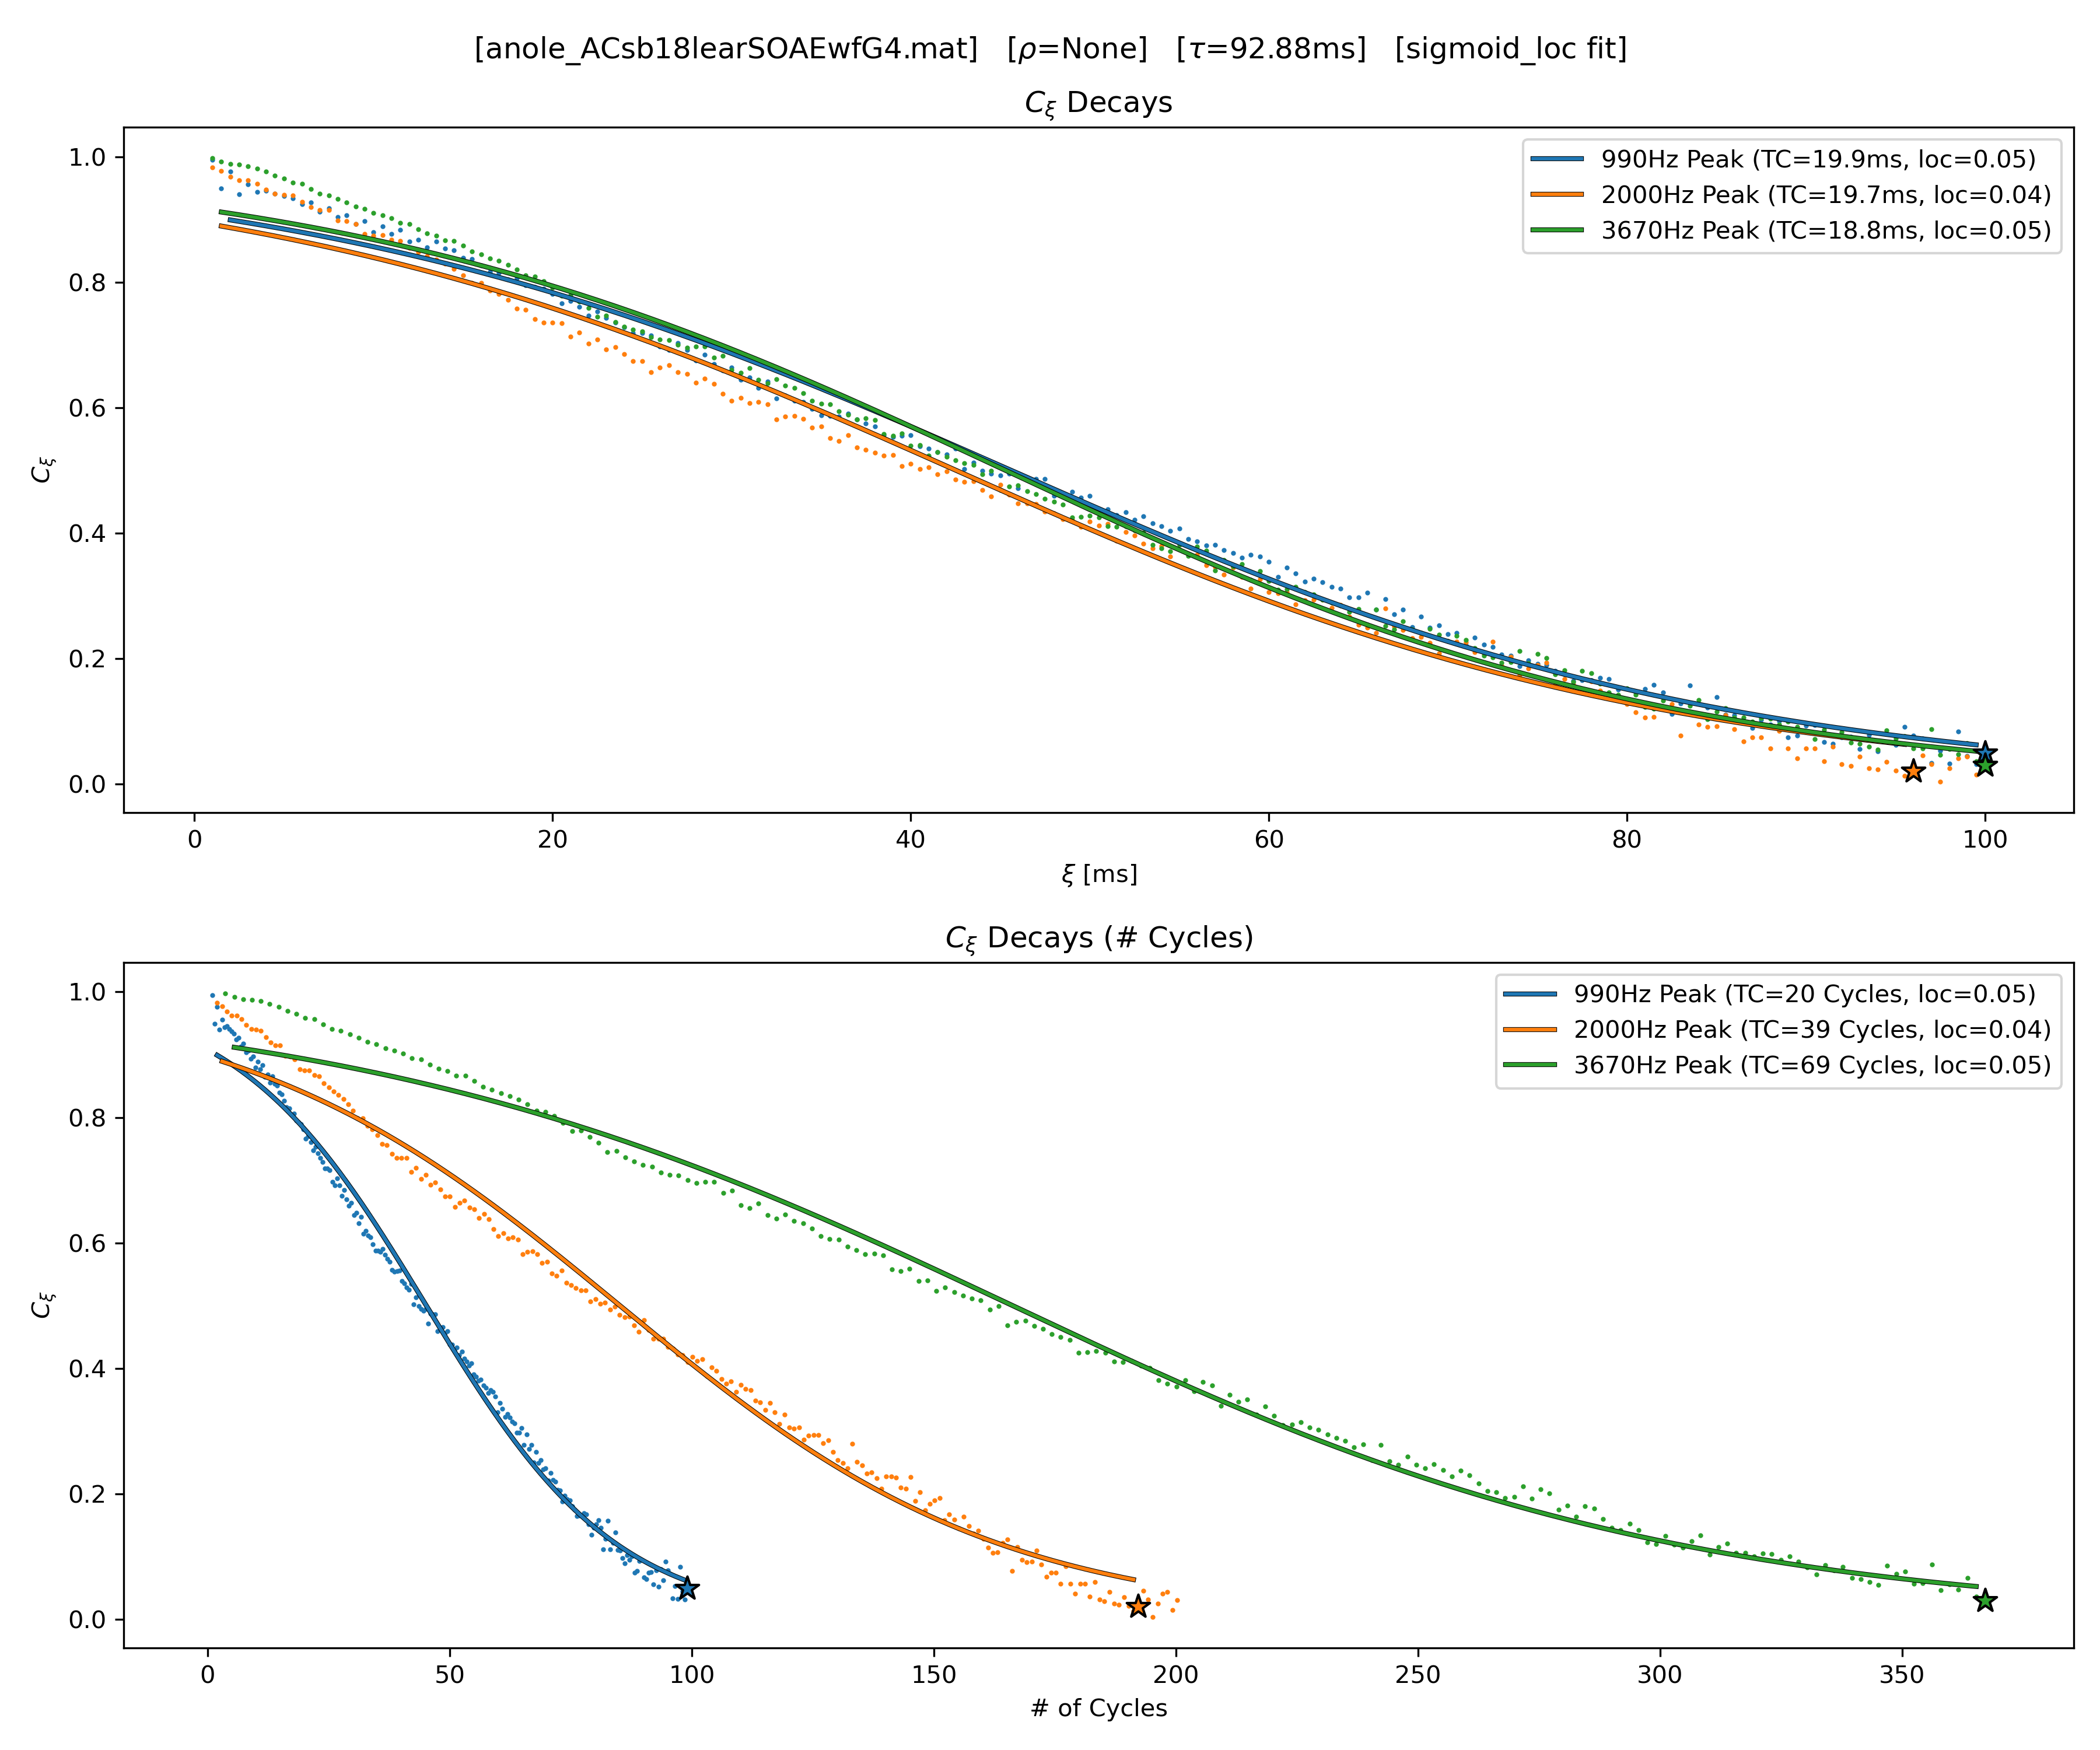 [anole_ACsb18learSOAEwfG4.mat]   [ρ=None]   [τ=92.88ms]   [sigmoid_loc fit]
C_ξ Decays
1.0
0.8
0.6
0.4
0.2
0.0
C_ξ
990Hz Peak (TC=19.9ms, loc=0.05)
2000Hz Peak (TC=19.7ms, loc=0.04)
3670Hz Peak (TC=18.8ms, loc=0.05)
0 20 40 60 80 100
ξ [ms]
C_ξ Decays (# Cycles)
1.0
0.8
0.6
0.4
0.2
0.0
C_ξ
990Hz Peak (TC=20 Cycles, loc=0.05)
2000Hz Peak (TC=39 Cycles, loc=0.04)
3670Hz Peak (TC=69 Cycles, loc=0.05)
0 50 100 150 200 250 300 350
# of Cycles